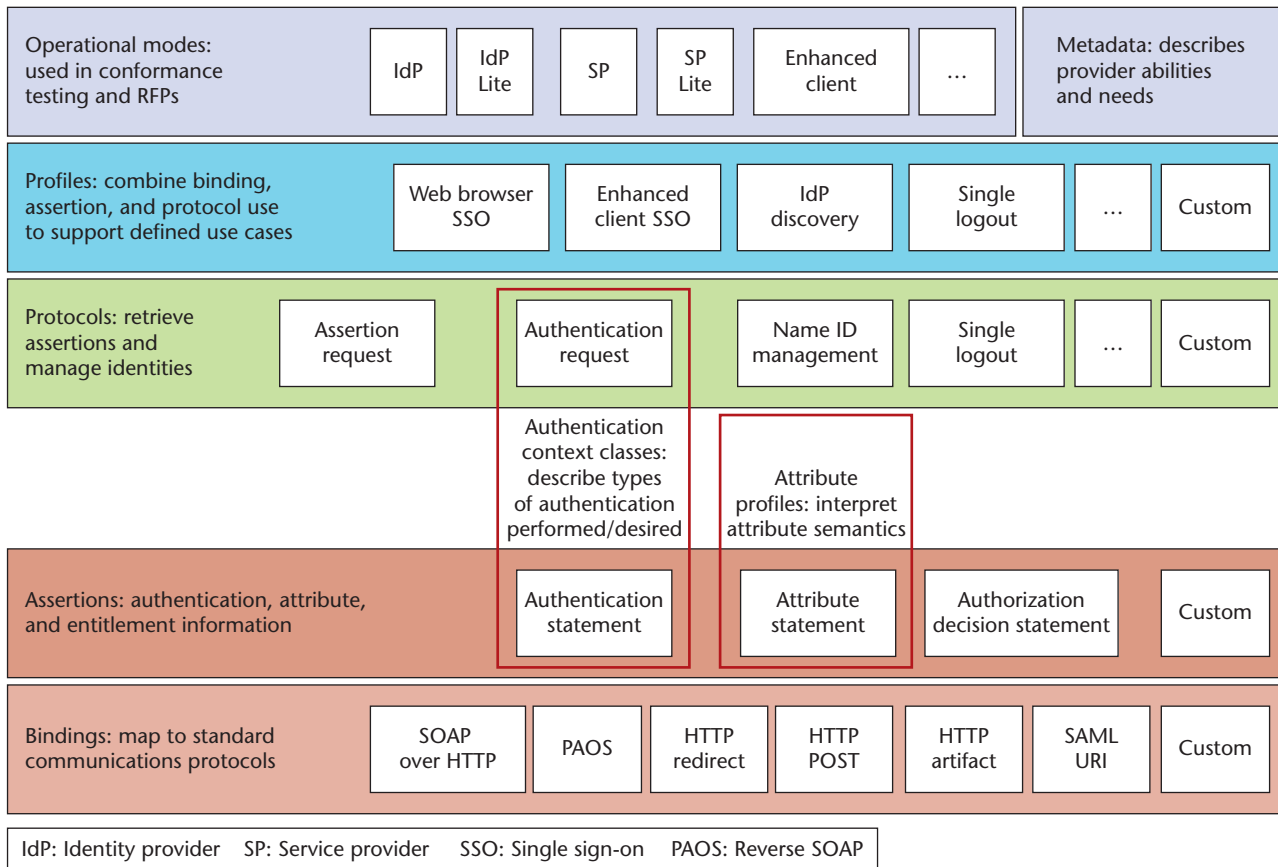 Operational modes:
used in conformance
testing and RFPs
IdP
IdP
Lite
SP
SP
Lite
Enhanced
client
...
Metadata: describes
provider abilities
and needs
Profiles: combine binding,
assertion, and protocol use
to support defined use cases
Web browser
SSO
Enhanced
client SSO
IdP
discovery
Single
logout
...
Custom
Protocols: retrieve
assertions and
manage identities
Assertion
request
Authentication
request
Name ID
management
Single
logout
...
Custom
Authentication
context classes:
describe types
of authentication
performed/desired
Attribute
profiles: interpret
attribute semantics
Assertions: authentication, attribute,
and entitlement information
Authentication
statement
Attribute
statement
Authorization
decision statement
Custom
Bindings: map to standard
communications protocols
SOAP
over HTTP
PAOS
HTTP
redirect
HTTP
POST
HTTP
artifact
SAML
URI
Custom
IdP: Identity provider SP: Service provider SSO: Single sign-on PAOS: Reverse SOAP